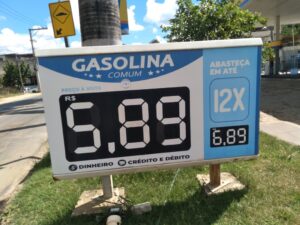 GASOLINA
COMUM
PREÇO À VISTA
R$
5,89
DINHEIRO
CRÉDITO E DÉBITO
ABASTEÇA
EM ATÉ
12X
6,89